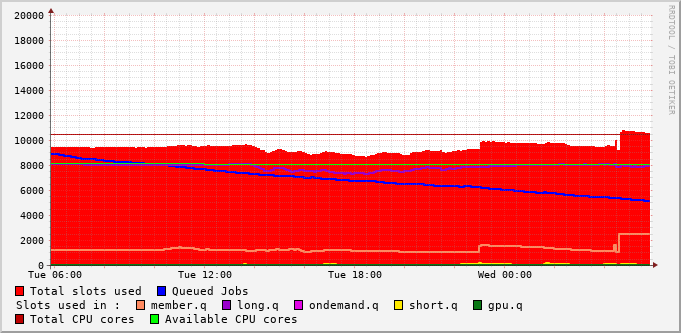 RRDTOOL / TOBI OETIKER
20000
18000
16000
14000
12000
10000
8000
6000
4000
2000
0
Tue 06:00 Tue 12:00 Tue 18:00 Wed 00:00
Total slots used Queued Jobs
Slots used in : member.q long.q ondemand.q short.q gpu.q
Total CPU cores Available CPU cores